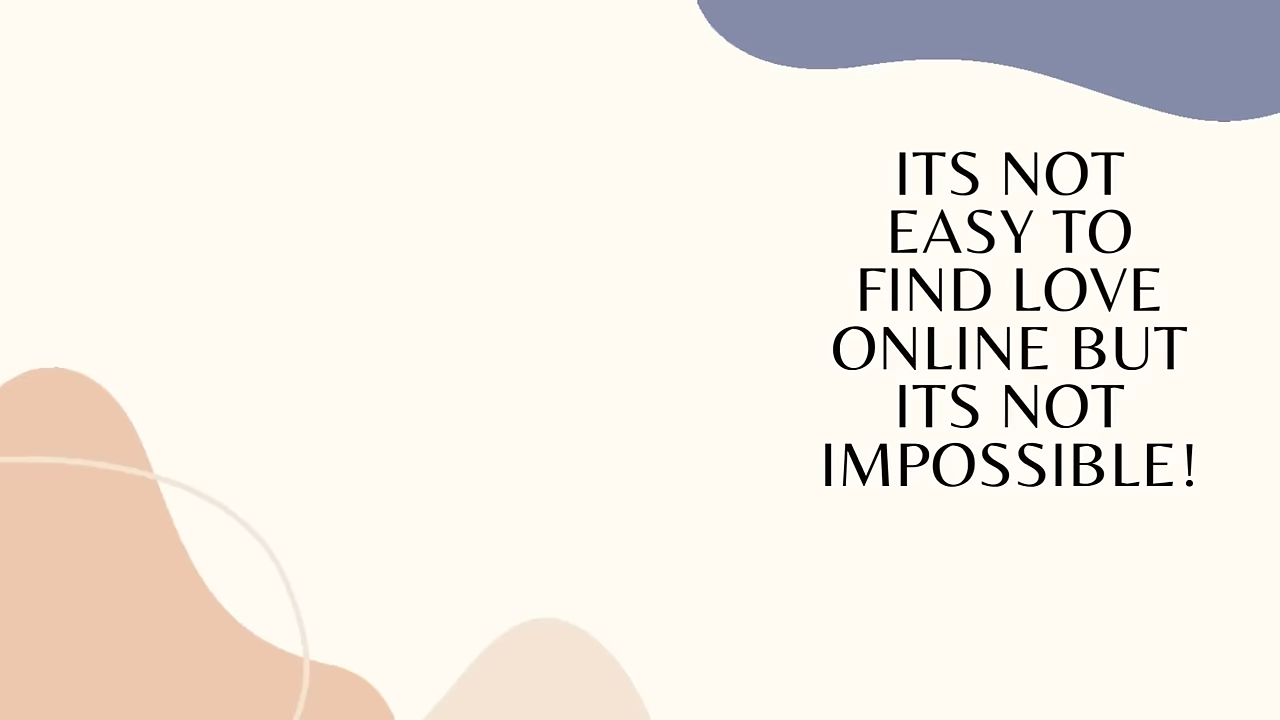 ITS NOT
EASY TO
FIND LOVE
ONLINE BUT
ITS NOT
IMPOSSIBLE!